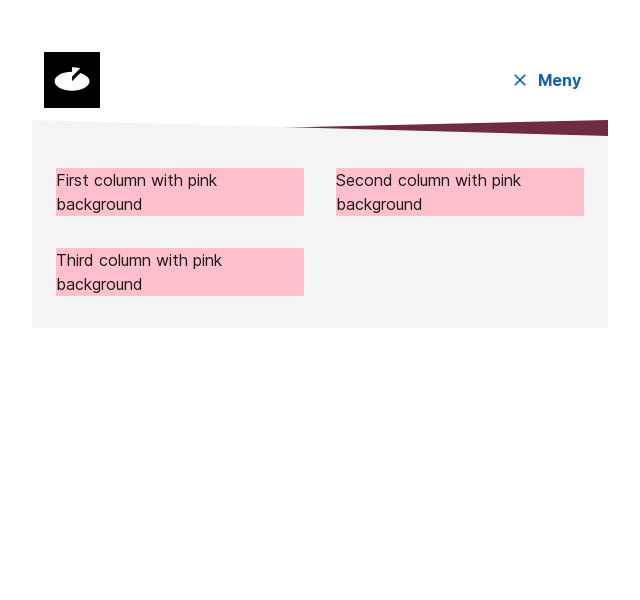 Meny
First column with pink
background
Second column with pink
background
Third column with pink
background